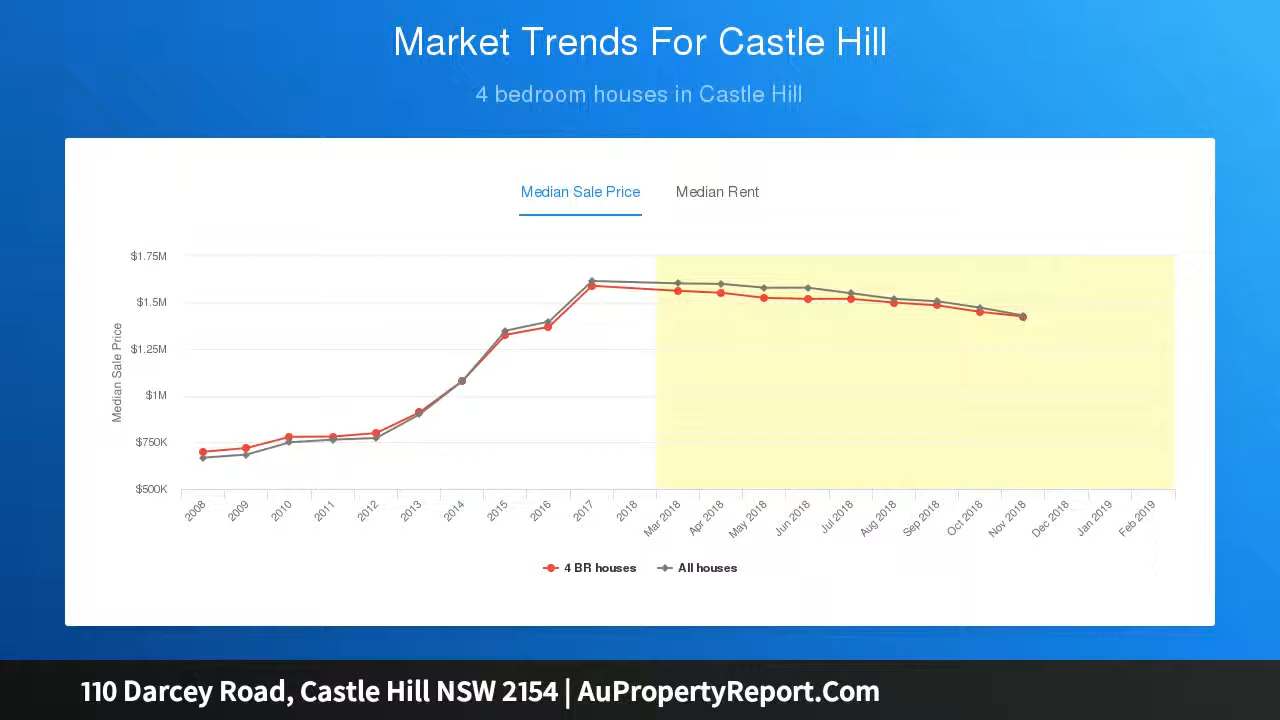 Market Trends For Castle Hill
4 bedroom houses in Castle Hill
Median Sale Price Median Rent
$1.75M
$1.5M
$1.25M
$1M
$750K
$500K
Median Sale Price
2008 2009 2010 2011 2012 2013 2014 2015 2016 2017 2018 Mar 2018 Apr 2018 May 2018 Jun 2018 Jul 2018 Aug 2018 Sep 2018 Oct 2018 Nov 2018 Dec 2018 Jan 2019 Feb 2019
4 BR houses All houses
110 Darcey Road, Castle Hill NSW 2154 | AuPropertyReport.Com